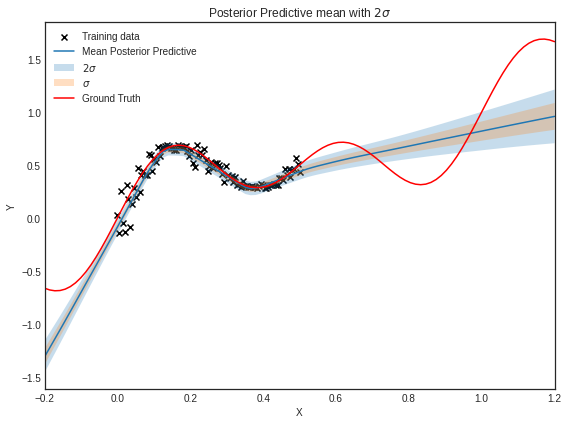 Posterior Predictive mean with 2σ
Training data
Mean Posterior Predictive
2σ
σ
Ground Truth
Y
1.5
1.0
0.5
0.0
−0.5
−1.0
−1.5
−0.2 0.0 0.2 0.4 0.6 0.8 1.0 1.2
X